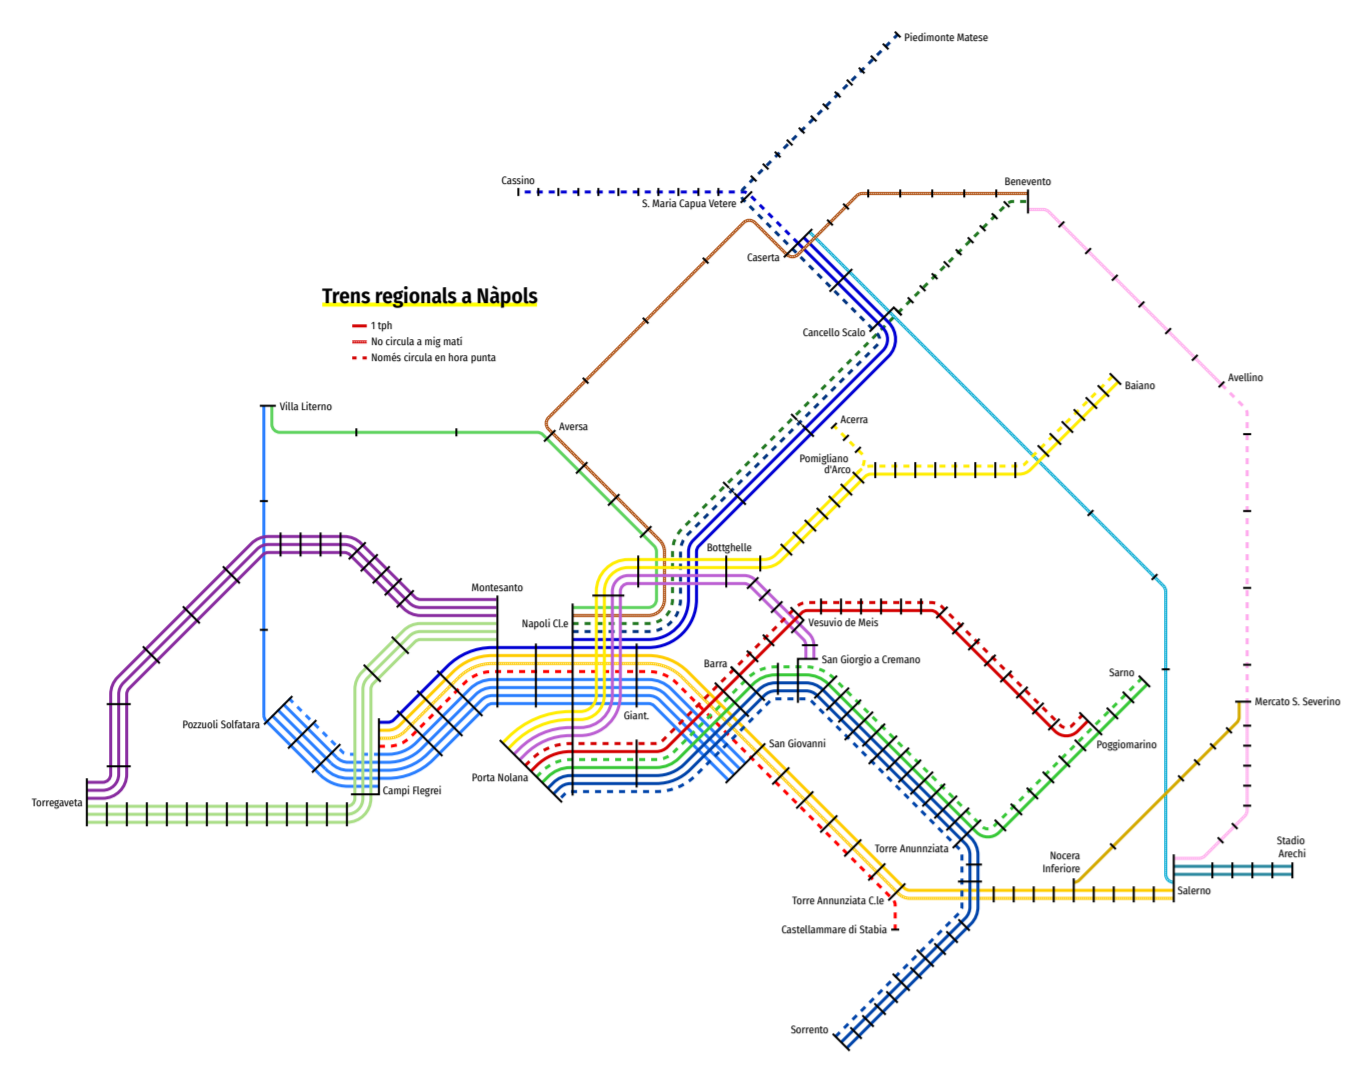 Piedimonte Matese
Cassino
Benevento
S. Maria Capua Vetere
Caserta
Trens regionals a Nàpols
1 tph
No circula a mig matí
Només circula en hora punta
Cancello Scalo
Avellino
Baiano
Villa Literno
Aversa
Acerra
Pomigliano
d'Arco
Bottghelle
Montesanto
Napoli Cl.e
Vesuvio de Meis
San Giorgio a Cremano
Barra
Sarno
Mercato S. Severino
Pozzuoli Solfatara
Giant.
San Giovanni
Poggiomarino
Porta Nolana
Campi Flegrei
Torregaveta
Torre Anunnziata
Nocera
Inferiore
Stadio
Arechi
Salerno
Torre Annunziata C.le
Castellammare di Stabia
Sorrento